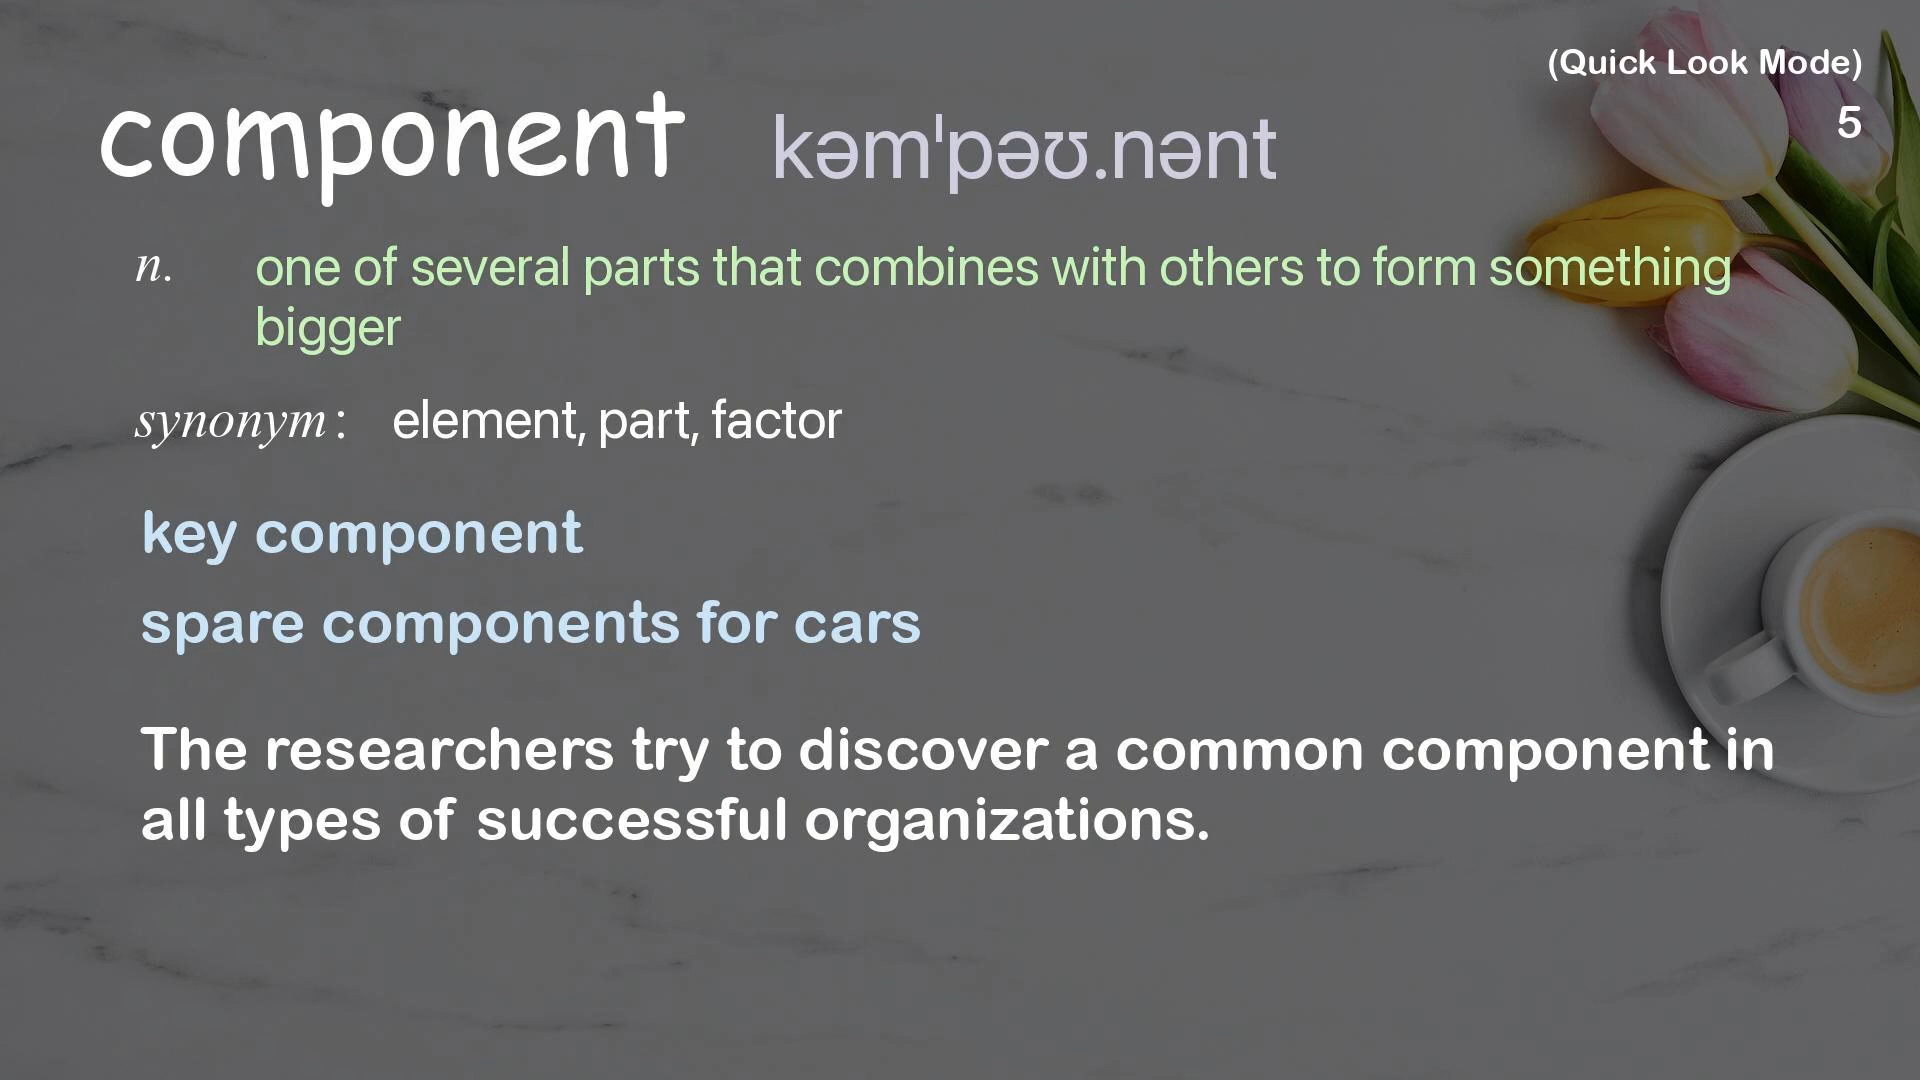 (Quick Look Mode)
5
component kəmˈpəʊ.nənt
n. one of several parts that combines with others to form something
bigger
synonym: element, part, factor
key component
spare components for cars
The researchers try to discover a common component in
all types of successful organizations.